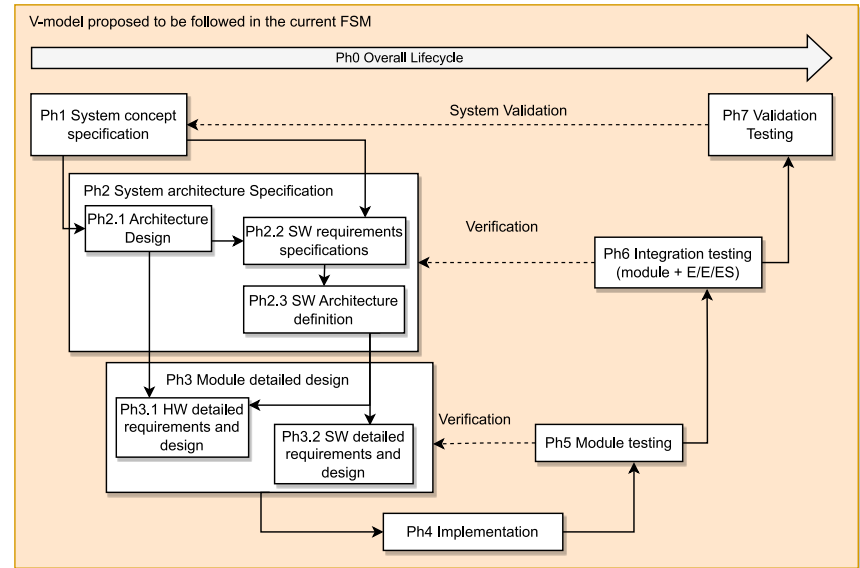 V-model proposed to be followed in the current FSM
Ph0 Overall Lifecycle
Ph1 System concept
specification
System Validation
Ph7 Validation
Testing
Ph2 System architecture Specification
Ph2.1 Architecture
Design
Ph2.2 SW requirements
specifications
Verification
Ph6 Integration testing
(module + E/E/ES)
Ph2.3 SW Architecture
definition
Ph3 Module detailed design
Ph3.1 HW detailed
requirements and
design
Ph3.2 SW detailed
requirements and
design
Verification
Ph5 Module testing
Ph4 Implementation